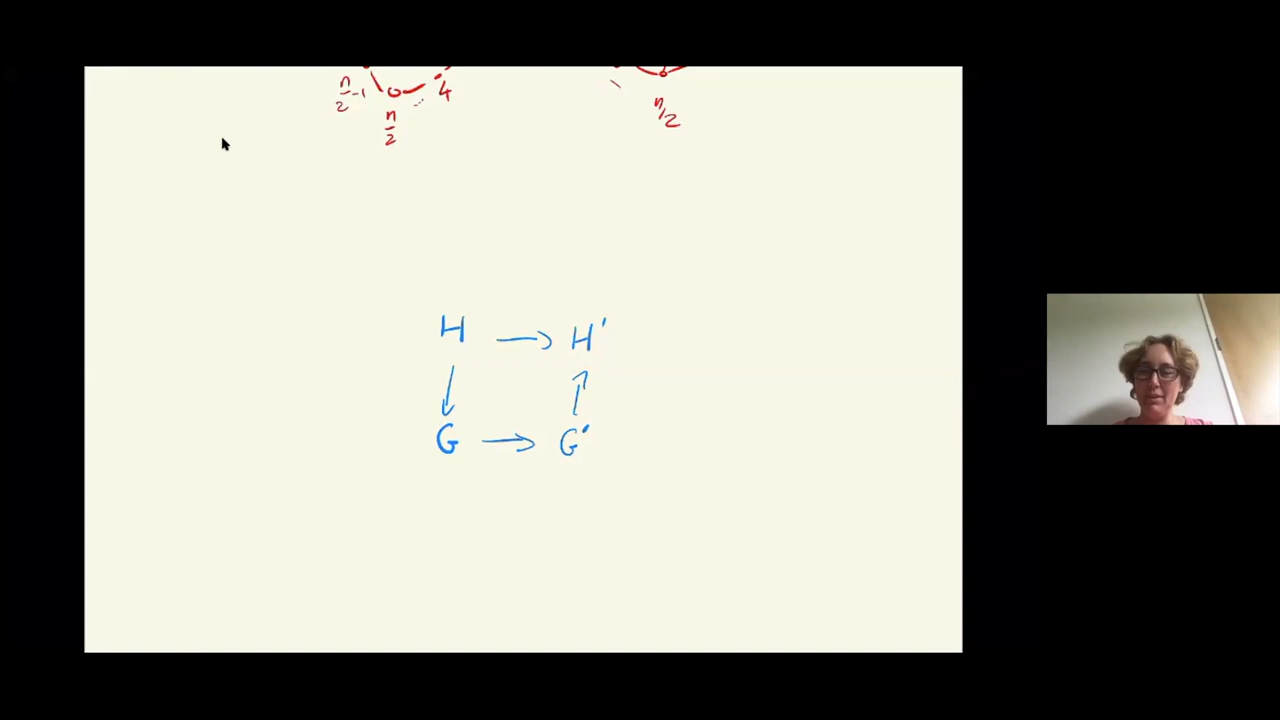 n/2 -1 4
n/2 n/2
H → H'
↓ ↑
G → G'